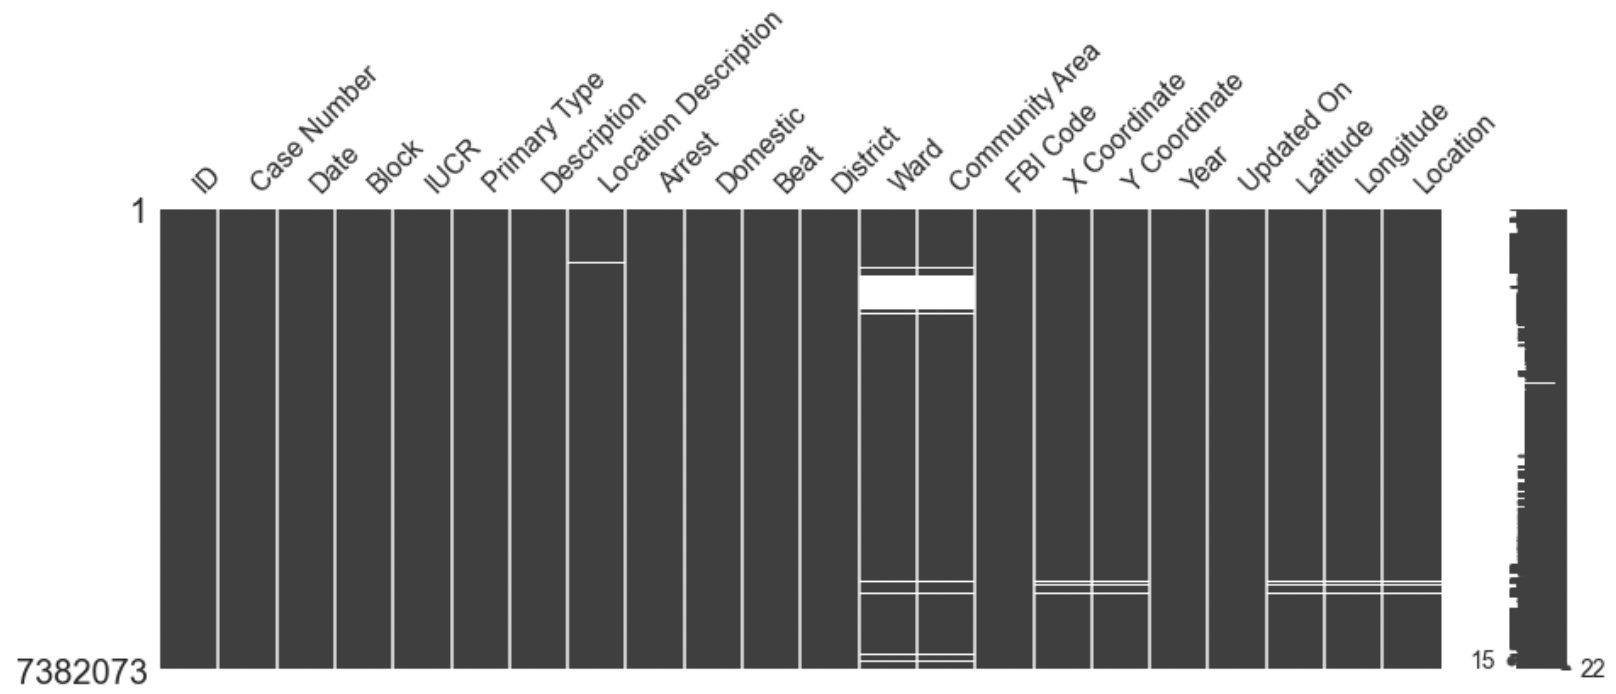 ID
Case Number
Date
Block
IUCR
Primary Type
Description
Location Description
Arrest
Domestic
Beat
District
Ward
Community Area
FBI Code
X Coordinate
Y Coordinate
Year
Updated On
Latitude
Longitude
Location
1
7382073
15
22